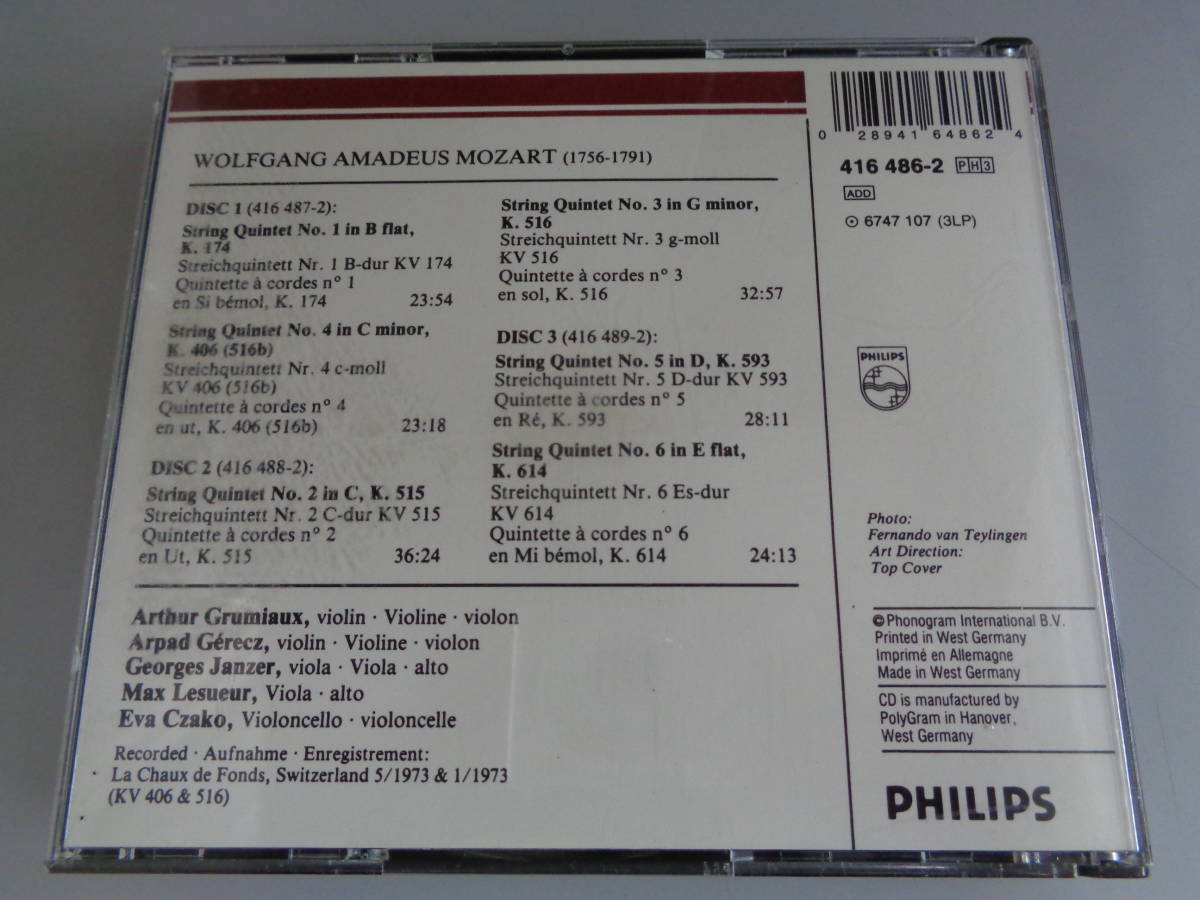 WOLFGANG AMADEUS MOZART (1756-1791)
DISC 1 (416 487-2):
String Quintet No. 1 in B flat,
K. 174
Streichquintett Nr. 1 B-dur KV 174
Quintette à cordes nº 1
en Si bémol, K. 174 23:54
String Quintet No. 4 in C minor,
K. 406 (516b)
Streichquintett Nr. 4 c-moll
KV 406 (516b)
Quintette à cordes nº 4
en ut, K. 406 (516b) 23:18
DISC 2 (416 488-2):
String Quintet No. 2 in C, K. 515
Streichquintett Nr. 2 C-dur KV 515
Quintette à cordes nº 2
en Ut, K. 515 36:24
String Quintet No. 3 in G minor,
K. 516
Streichquintett Nr. 3 g-moll
KV 516
Quintette à cordes nº 3
en sol, K. 516 32:57
DISC 3 (416 489-2):
String Quintet No. 5 in D, K. 593
Streichquintett Nr. 5 D-dur KV 593
Quintette à cordes nº 5
en Ré, K. 593 28:11
String Quintet No. 6 in E flat,
K. 614
Streichquintett Nr. 6 Es-dur
KV 614
Quintette à cordes nº 6
en Mi bémol, K. 614 24:13
Arthur Grumiaux, violin · Violine · violon
Arpad Gérecz, violin · Violine · violon
Georges Janzer, viola · Viola · alto
Max Lesueur, Viola · alto
Eva Czako, Violoncello · violoncelle
Recorded · Aufnahme · Enregistrement:
La Chaux de Fonds, Switzerland 5/1973 & 1/1973
(KV 406 & 516)
0 28941 64862 4
416 486-2 PH3
ADD
℗ 6747 107 (3LP)
PHILIPS
Photo:
Fernando van Teylingen
Art Direction:
Top Cover
©Phonogram International B.V.
Printed in West Germany
Imprimé en Allemagne
Made in West Germany
CD is manufactured by
PolyGram in Hanover,
West Germany
PHILIPS